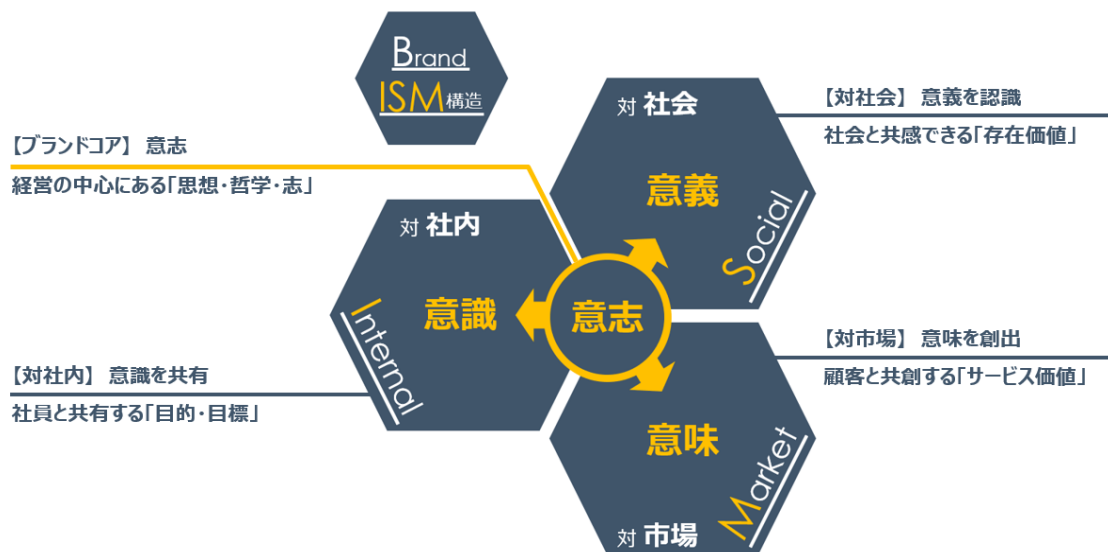 Brand
ISM構造
【ブランドコア】 意志
経営の中心にある「思想・哲学・志」
対 社会
意義
Social
【対社会】 意義を認識
社会と共感できる「存在価値」
対 社内
意識
Internal
意志
【対社内】 意識を共有
社員と共有する「目的・目標」
【対市場】 意味を創出
顧客と共創する「サービス価値」
意味
Market
対 市場